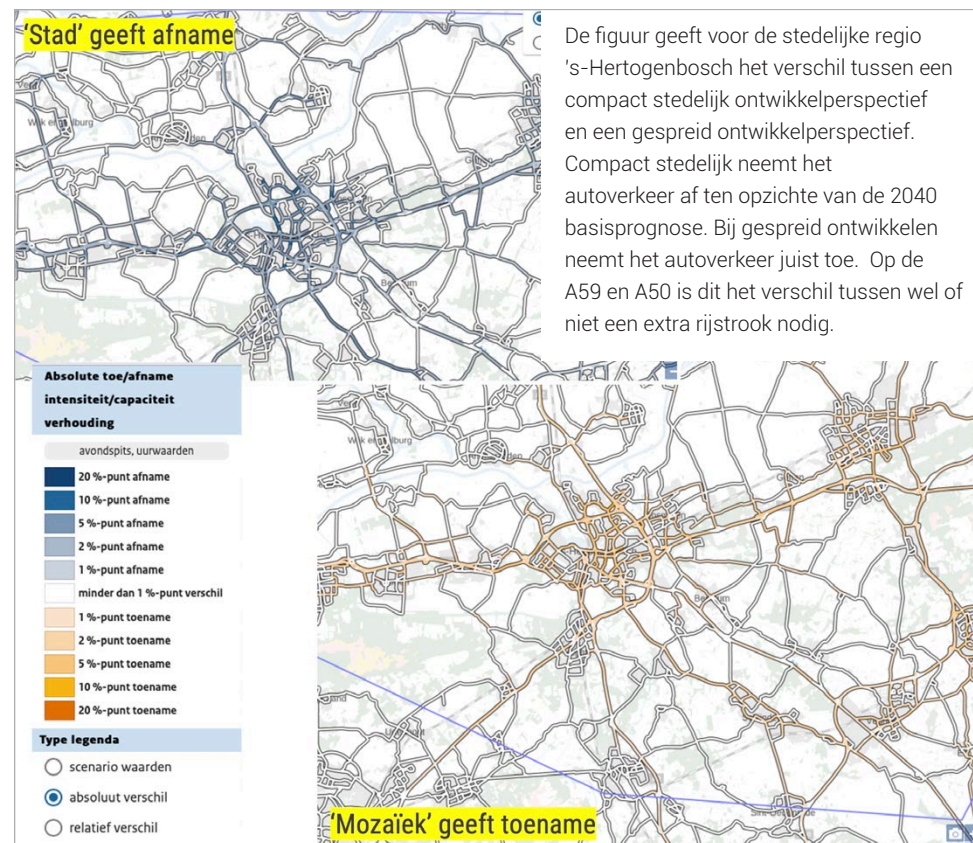 'Stad' geeft afname
De figuur geeft voor de stedelijke regio
's-Hertogenbosch het verschil tussen een
compact stedelijk ontwikkelperspectief
en een gespreid ontwikkelperspectief.
Compact stedelijk neemt het
autoverkeer af ten opzichte van de 2040
basisprognose. Bij gespreid ontwikkelen
neemt het autoverkeer juist toe. Op de
A59 en A50 is dit het verschil tussen wel of
niet een extra rijstrook nodig.
Absolute toe/afname
intensiteit/capaciteit
verhouding
avondspits, uurwaarden
20 %-punt afname
10 %-punt afname
5 %-punt afname
2 %-punt afname
1 %-punt afname
minder dan 1 %-punt verschil
1 %-punt toename
2 %-punt toename
5 %-punt toename
10 %-punt toename
20 %-punt toename
Type legenda
scenario waarden
absoluut verschil
relatief verschil
'Mozaïek' geeft toename